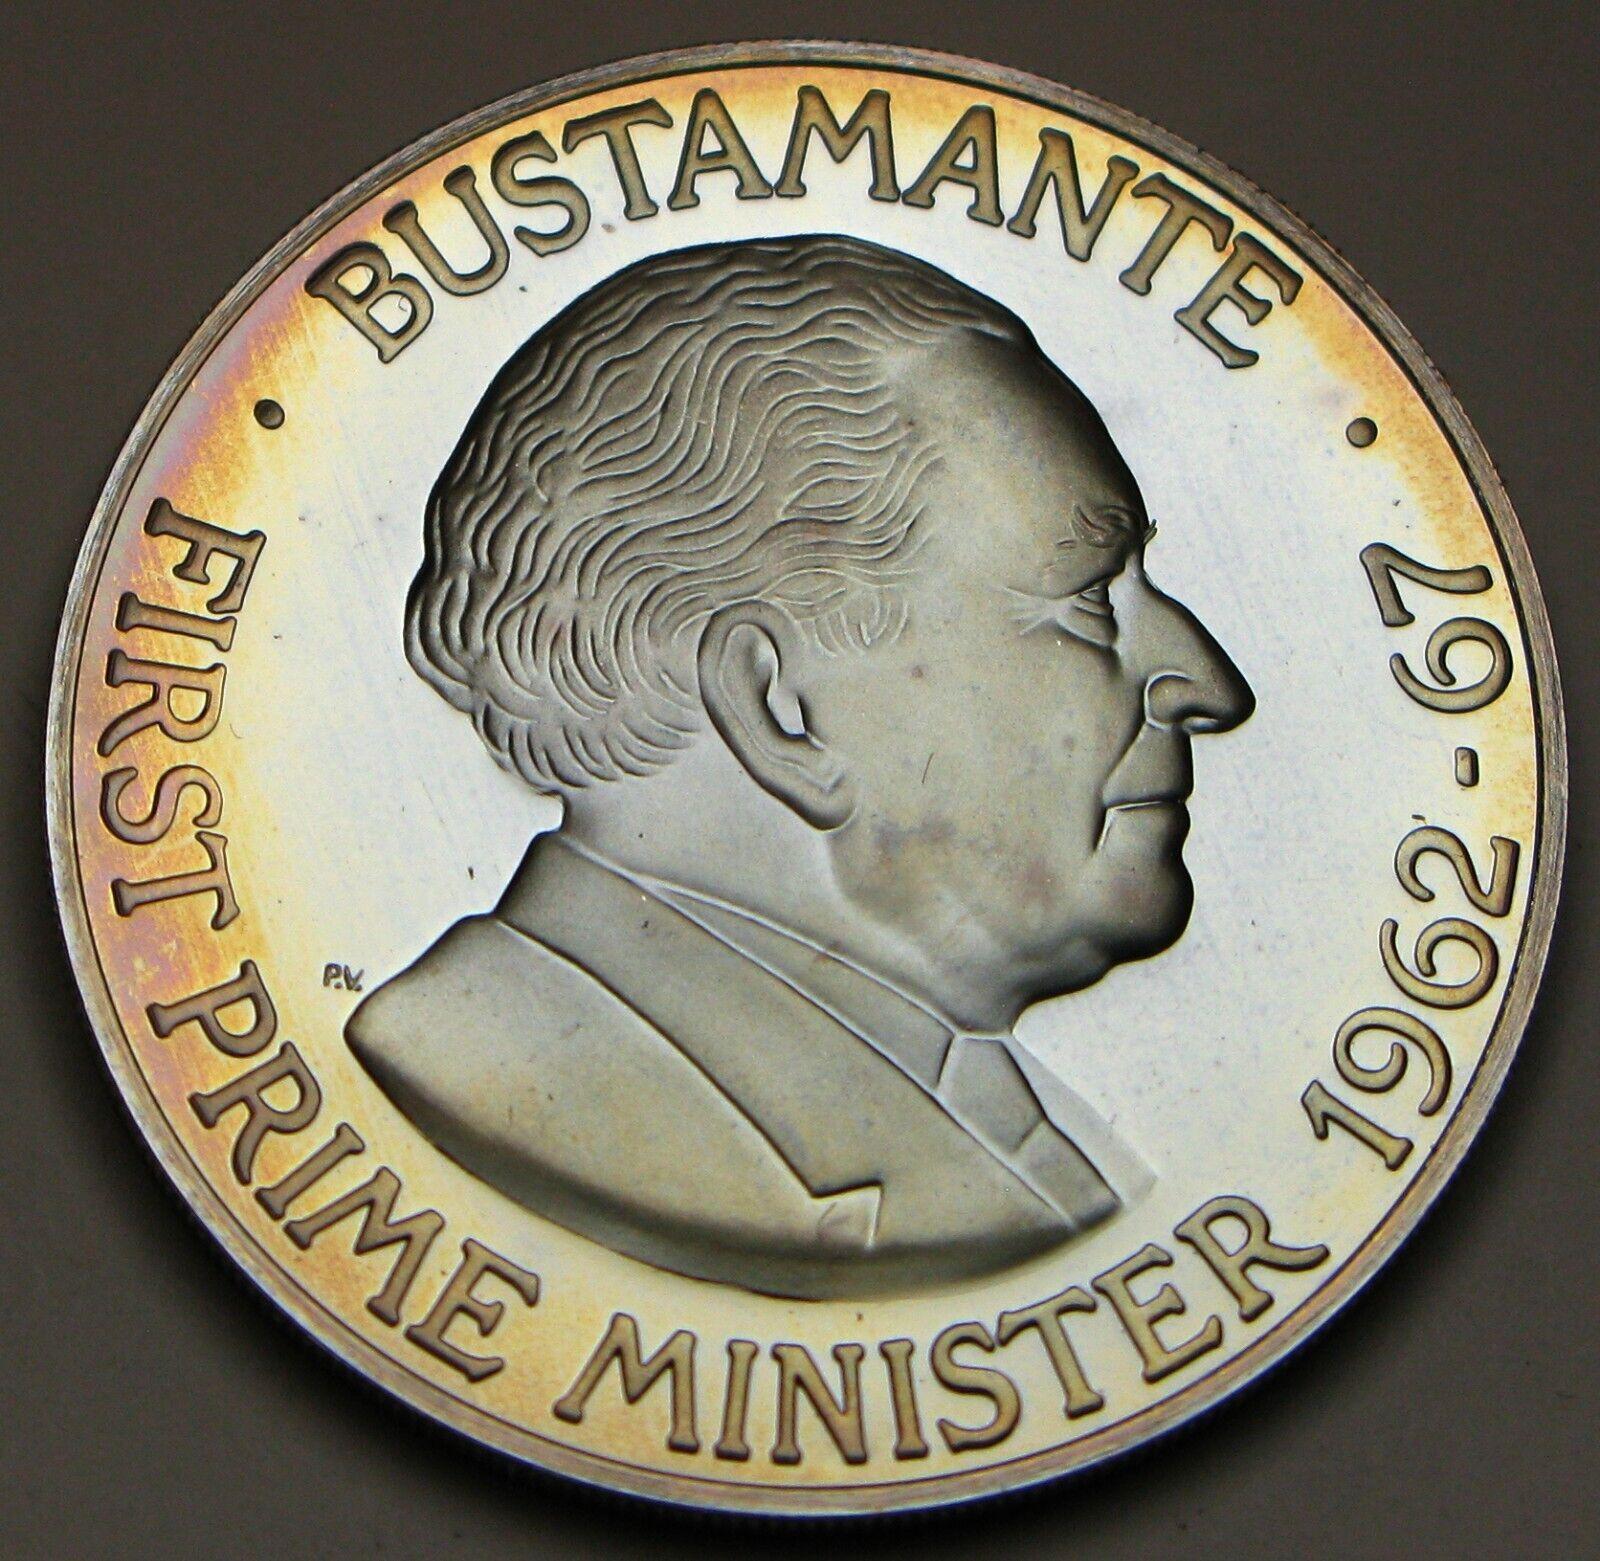 · BUSTAMANTE ·
FIRST PRIME MINISTER 1962-67
P.V.